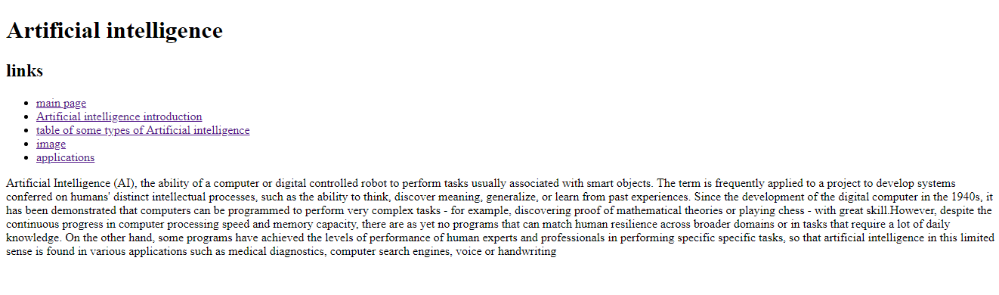 Artificial intelligence
links
main page
Artificial intelligence introduction
table of some types of Artificial intelligence
image
applications
Artificial Intelligence (AI), the ability of a computer or digital controlled robot to perform tasks usually associated with smart objects. The term is frequently applied to a project to develop systems
conferred on humans' distinct intellectual processes, such as the ability to think, discover meaning, generalize, or learn from past experiences. Since the development of the digital computer in the 1940s, it
has been demonstrated that computers can be programmed to perform very complex tasks - for example, discovering proof of mathematical theories or playing chess - with great skill.However, despite the
continuous progress in computer processing speed and memory capacity, there are as yet no programs that can match human resilience across broader domains or in tasks that require a lot of daily
knowledge. On the other hand, some programs have achieved the levels of performance of human experts and professionals in performing specific specific tasks, so that artificial intelligence in this limited
sense is found in various applications such as medical diagnostics, computer search engines, voice or handwriting